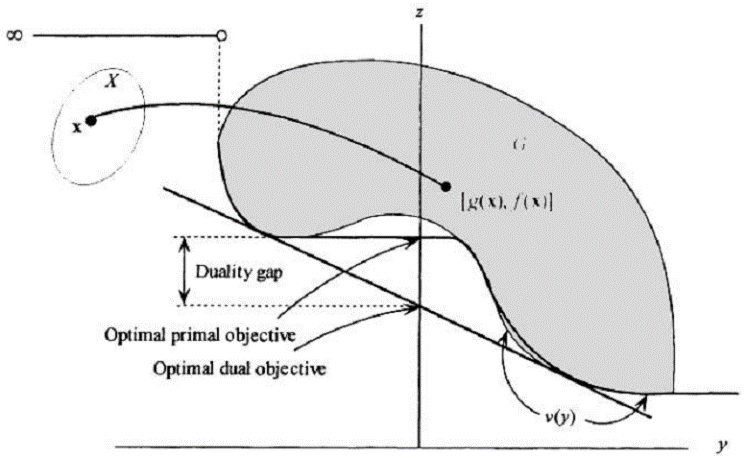 z
∞
X
x
G
[g(x), f(x)]
Duality gap
Optimal primal objective
Optimal dual objective
v(y)
y